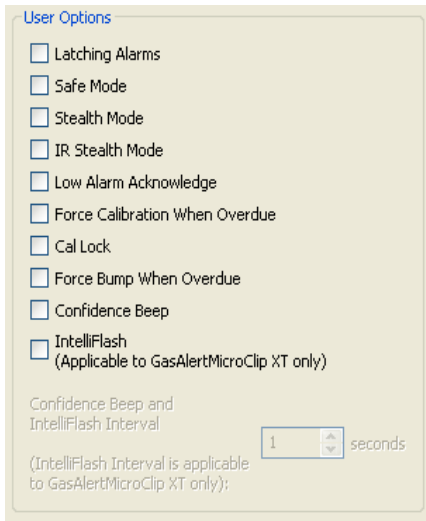 User Options
Latching Alarms
Safe Mode
Stealth Mode
IR Stealth Mode
Low Alarm Acknowledge
Force Calibration When Overdue
Cal Lock
Force Bump When Overdue
Confidence Beep
IntelliFlash
(Applicable to GasAlertMicroClip XT only)
Confidence Beep and
IntelliFlash Interval
1 seconds
(IntelliFlash Interval is applicable
to GasAlertMicroClip XT only):